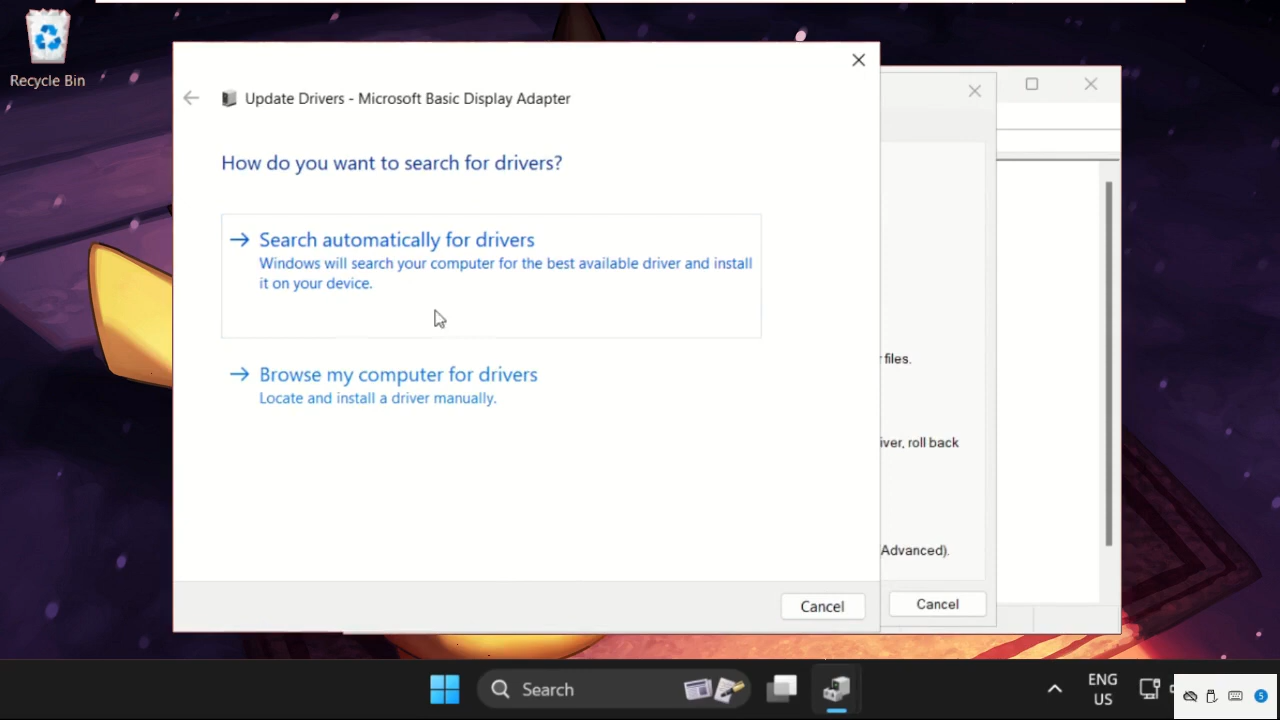 Recycle Bin
Update Drivers - Microsoft Basic Display Adapter
How do you want to search for drivers?
Search automatically for drivers
Windows will search your computer for the best available driver and install
it on your device.
Browse my computer for drivers
Locate and install a driver manually.
files.
iver, roll back
Advanced).
Cancel
Cancel
Search
ENG
US
5